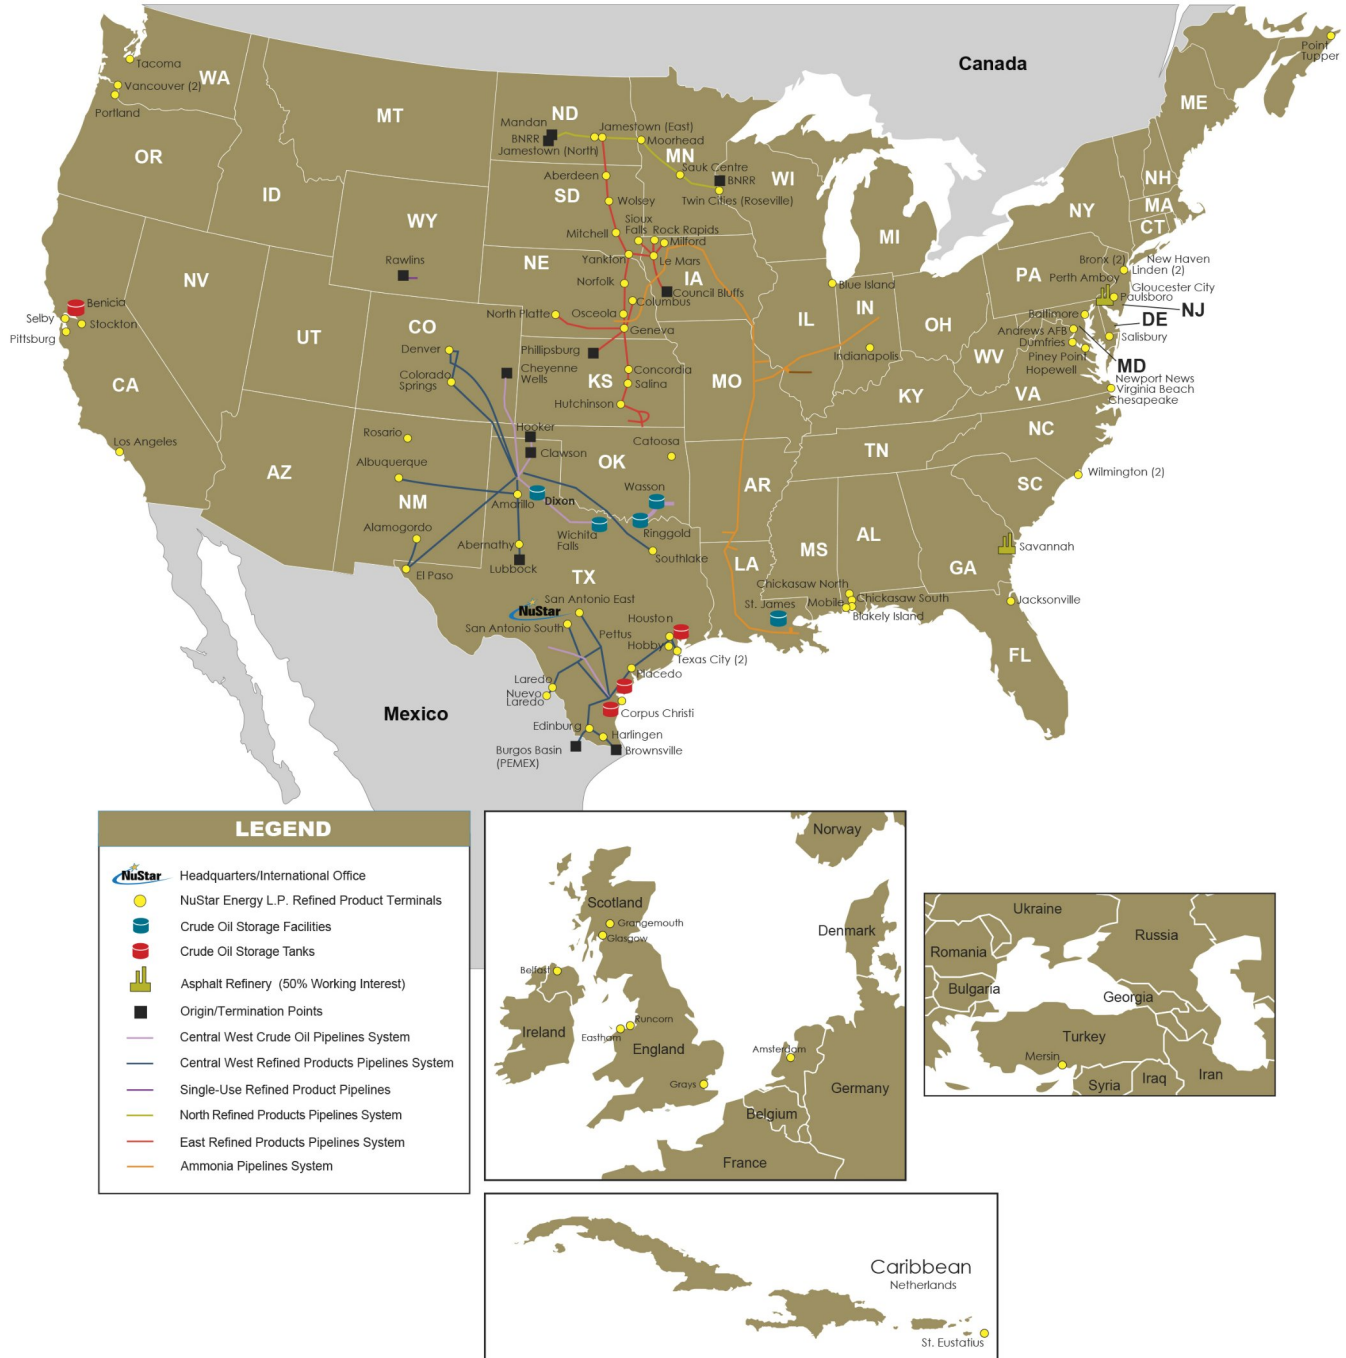 Canada
Point
Tupper
Tacoma
WA
Vancouver (2)
Portland
MT
ND
Mandan
BNRR
Jamestown (East)
Jamestown (North)
Moorhead
MN
ME
OR
ID
Sauk Centre
BNRR
WI
Aberdeen
SD
Twin Cities (Roseville)
NH
MA
NY
CT
WY
Wolsey
Sioux
Falls
Rock Rapids
Mitchell
Milford
MI
Rawlins
NE
Yankton
Le Mars
IA
Bronx (2)
New Haven
Linden (2)
PA
Perth Amboy
NV
Norfolk
Council Bluffs
Blue Island
Gloucester City
Paulsboro
Benicia
Columbus
IN
NJ
Selby
Stockton
North Platte
Osceola
IL
OH
Baltimore
DE
Pittsburg
UT
CO
Geneva
Andrews AFB
Salisbury
Denver
Phillipsburg
Indianapolis
WV
Dumfries
Piney Point
MD
Hopewell
Cheyenne
Wells
KS
Concordia
Salina
MO
CA
Colorado
Springs
KY
VA
Newport News
Virginia Beach
Chesapeake
Hutchinson
Los Angeles
Rosario
Hooker
Clawson
Catoosa
OK
TN
NC
Albuquerque
AZ
NM
Amarillo
Dixon
Wasson
AR
SC
Wilmington (2)
Alamogordo
Abernathy
Lubbock
Wichita
Falls
Ringgold
Southlake
MS
AL
Savannah
El Paso
TX
LA
GA
Chickasaw North
NuStar
San Antonio East
San Antonio South
Houston
St. James
Mobile
Chickasaw South
Blakely Island
Jacksonville
Pettus
Hobby
Texas City (2)
FL
Laredo
Nuevo
Laredo
Placedo
Mexico
Corpus Christi
Edinburg
Harlingen
Burgos Basin
(PEMEX)
Brownsville
LEGEND
NuStar Headquarters/International Office
NuStar Energy L.P. Refined Product Terminals
Crude Oil Storage Facilities
Crude Oil Storage Tanks
Asphalt Refinery (50% Working Interest)
Origin/Termination Points
Central West Crude Oil Pipelines System
Central West Refined Products Pipelines System
Single-Use Refined Product Pipelines
North Refined Products Pipelines System
East Refined Products Pipelines System
Ammonia Pipelines System
Norway
Scotland
Grangemouth
Glasgow
Denmark
Belfast
Ireland
Runcorn
Eastham
England
Amsterdam
Grays
Germany
Belgium
France
Ukraine
Russia
Romania
Bulgaria
Georgia
Turkey
Mersin
Syria
Iraq
Iran
Caribbean
Netherlands
St. Eustatius